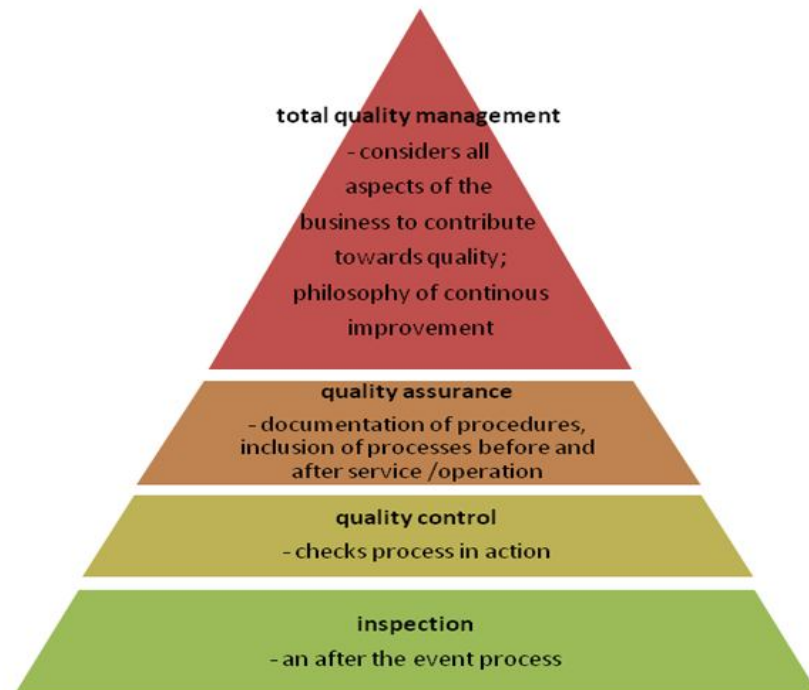 total quality management
- considers all
aspects of the
business to contribute
towards quality;
philosophy of continous
improvement
quality assurance
- documentation of procedures,
inclusion of processes before and
after service /operation
quality control
- checks process in action
inspection
- an after the event process